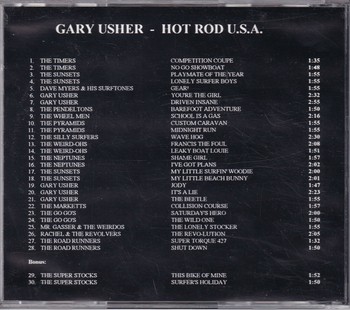 GARY USHER - HOT ROD U.S.A.
1. THE TIMERS COMPETITION COUPE 1:35
2. THE TIMERS NO GO SHOWBOAT 1:48
3. THE SUNSETS PLAYMATE OF THE YEAR 1:55
4. THE SUNSETS LONELY SURFER BOYS 2:11
5. DAVE MYERS & HIS SURFTONES GEAR! 1:55
6. GARY USHER YOU'RE THE GIRL 2:32
7. GARY USHER DRIVEN INSANE 2:55
8. THE PENDELTONS BAREFOOT ADVENTURE 1:50
9. THE WHEEL MEN SCHOOL IS A GAS 2:16
10. THE PYRAMIDS CUSTOM CARAVAN 1:55
11. THE PYRAMIDS MIDNIGHT RUN 1:55
12. THE SILLY SURFERS WAVE HOG 2:30
13. THE WEIRD-OHS FRANCIS THE FOUL 2:08
14. THE WEIRD-OHS LEAKY BOAT LOUIE 1:51
15. THE NEPTUNES SHAME GIRL 1:57
16. THE NEPTUNES I'VE GOT PLANS 2:02
17. THE SUNSETS MY LITTLE SURFIN' WOODIE 2:00
18. THE SUNSETS MY LITTLE BEACH BUNNY 2:01
19. GARY USHER JODY 1:47
20. GARY USHER IT'S A LIE 2:23
21. GARY USHER THE BEETLE 1:55
22. THE MARKETTS COLLISION COURSE 1:57
23. THE GO GO'S SATURDAY'S HERO 2:00
24. THE GO GO'S THE WILD ONE 1:50
25. MR. GASSER & THE WEIRDOS THE LONELY STOCKER 1:55
26. RACHEL & THE REVOLVERS THE REVO-LUTION 2:05
27. THE ROAD RUNNERS SUPER TORQUE 427 1:32
28. THE ROAD RUNNERS SHUT DOWN 1:50
Bonus:
29. THE SUPER STOCKS THIS BIKE OF MINE 1:52
30. THE SUPER STOCKS SURFER'S HOLIDAY 1:50